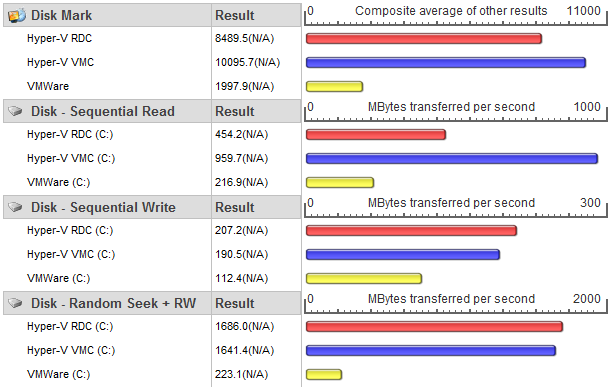 Disk Mark Result Composite average of other results
0 11000
Hyper-V RDC 8489.5(N/A)
Hyper-V VMC 10095.7(N/A)
VMWare 1997.9(N/A)
Disk - Sequential Read Result 0 MBytes transferred per second 1000
Hyper-V RDC (C:) 454.2(N/A)
Hyper-V VMC (C:) 959.7(N/A)
VMWare (C:) 216.9(N/A)
Disk - Sequential Write Result 0 MBytes transferred per second 300
Hyper-V RDC (C:) 207.2(N/A)
Hyper-V VMC (C:) 190.5(N/A)
VMWare (C:) 112.4(N/A)
Disk - Random Seek + RW Result 0 MBytes transferred per second 2000
Hyper-V RDC (C:) 1686.0(N/A)
Hyper-V VMC (C:) 1641.4(N/A)
VMWare (C:) 223.1(N/A)